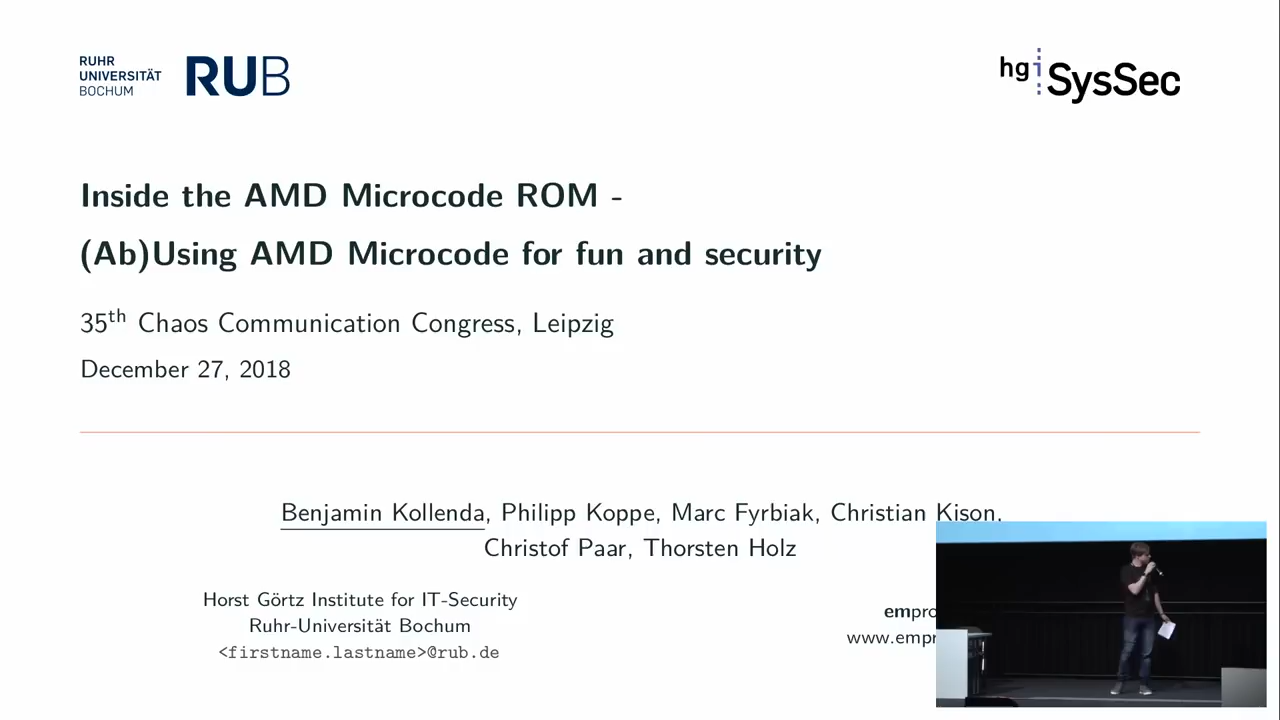 RUHR
UNIVERSITÄT
BOCHUM
RUB
hgi SysSec
Inside the AMD Microcode ROM -
(Ab)Using AMD Microcode for fun and security
35th Chaos Communication Congress, Leipzig
December 27, 2018
Benjamin Kollenda, Philipp Koppe, Marc Fyrbiak, Christian Kison,
Christof Paar, Thorsten Holz
Horst Görtz Institute for IT-Security
Ruhr-Universität Bochum
<firstname.lastname>@rub.de
empro
www.empr